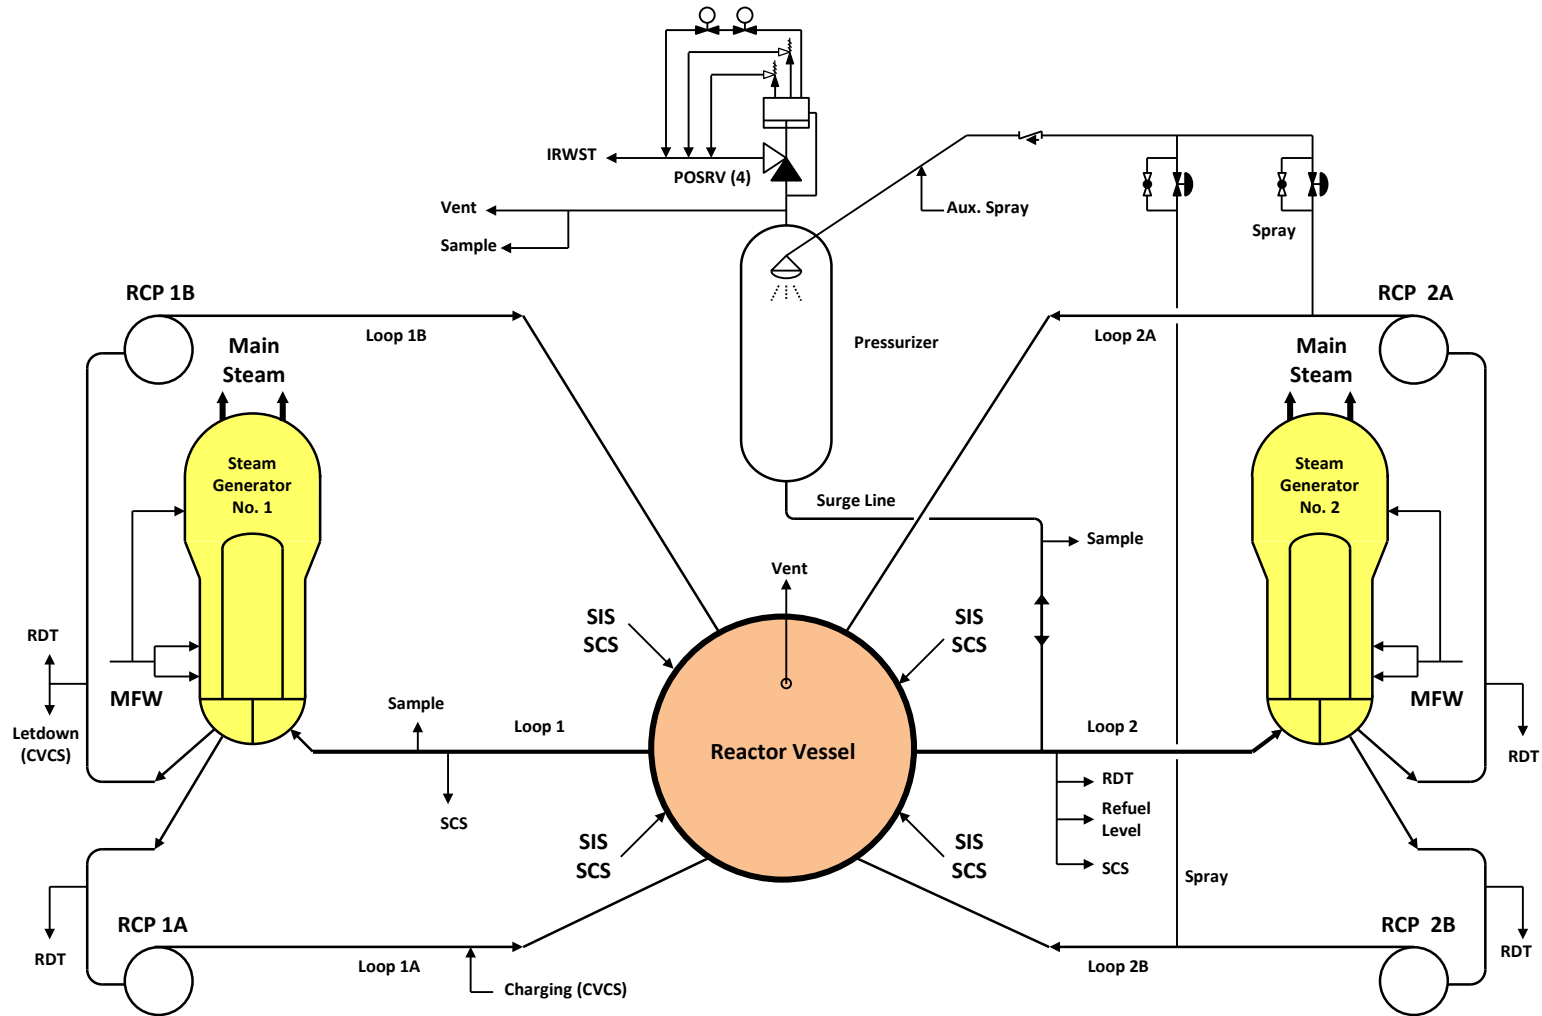 IRWST
POSRV (4)
Vent
Aux. Spray
Sample
Spray
RCP 1B
RCP  2A
Loop 1B
Loop 2A
Main
Steam
Pressurizer
Main
Steam
Steam
Generator
No. 1
Steam
Generator
No. 2
Surge Line
Sample
Vent
SIS
SCS
SIS
SCS
RDT
MFW
MFW
Sample
Letdown
(CVCS)
Loop 1
Reactor Vessel
Loop 2
RDT
RDT
Refuel
Level
SCS
SCS
SIS
SCS
SIS
SCS
Spray
RCP 1A
RCP  2B
RDT
RDT
Loop 1A
Loop 2B
Charging (CVCS)